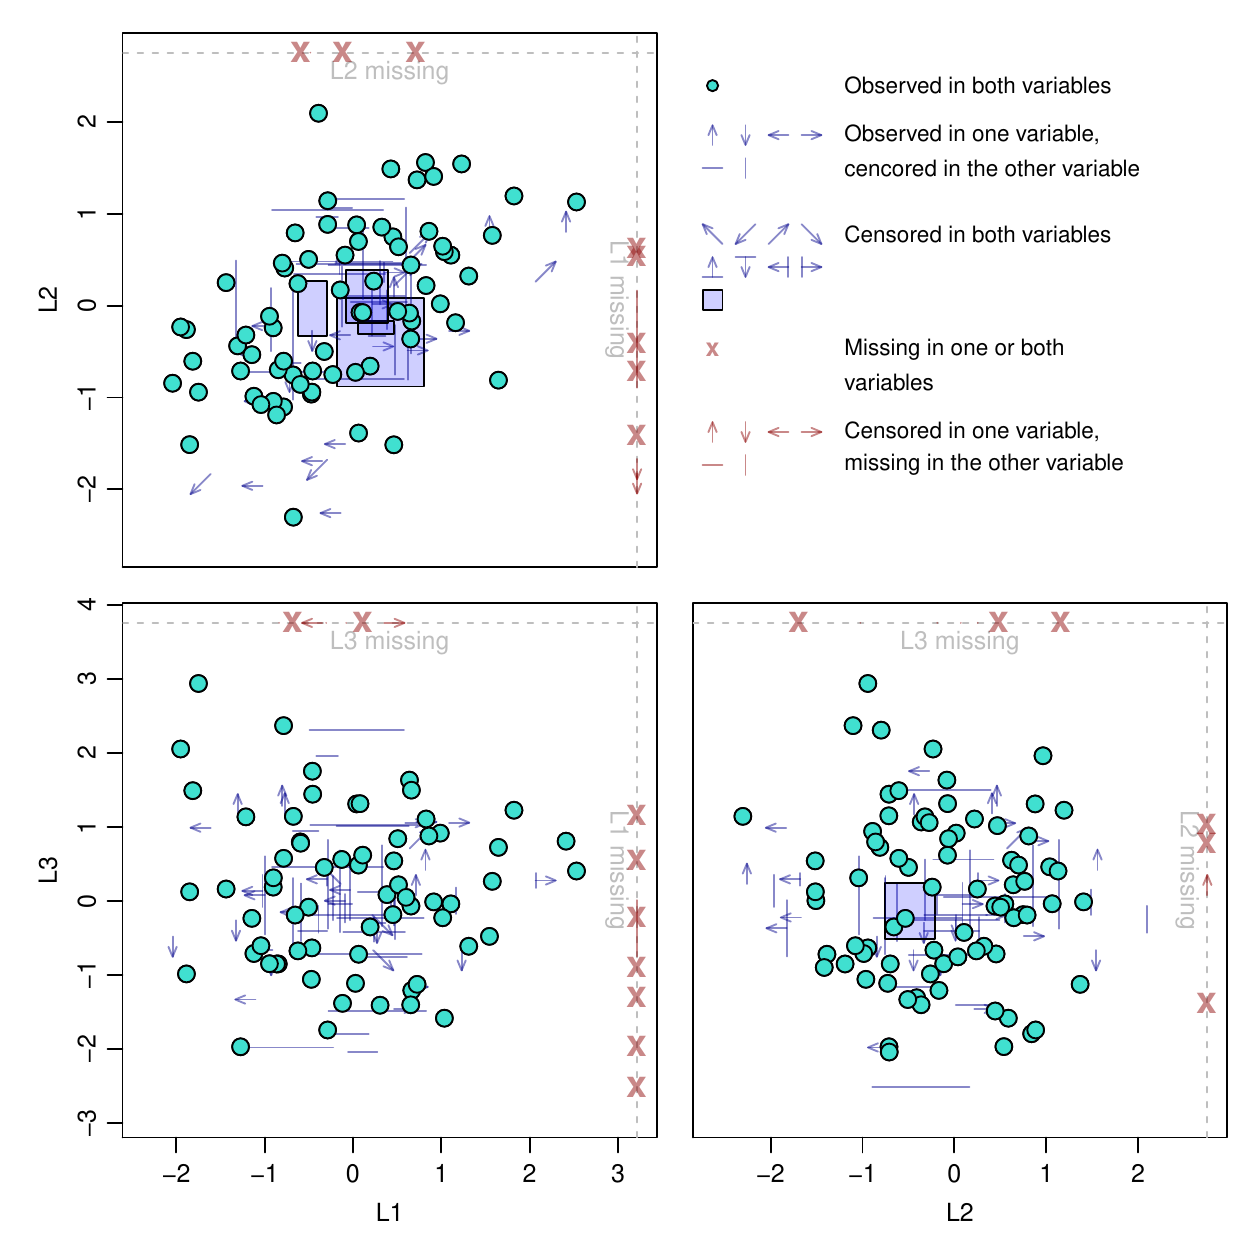 L2 missing
L1 missing
2
1
0
−1
−2
L2
Observed in both variables
Observed in one variable,
cencored in the other variable
Censored in both variables
x
Missing in one or both
variables
Censored in one variable,
missing in the other variable
L3 missing
L1 missing
4
3
2
1
0
−1
−2
−3
L3
−2
−1
0
1
2
3
L1
L3 missing
L2 missing
−2
−1
0
1
2
L2